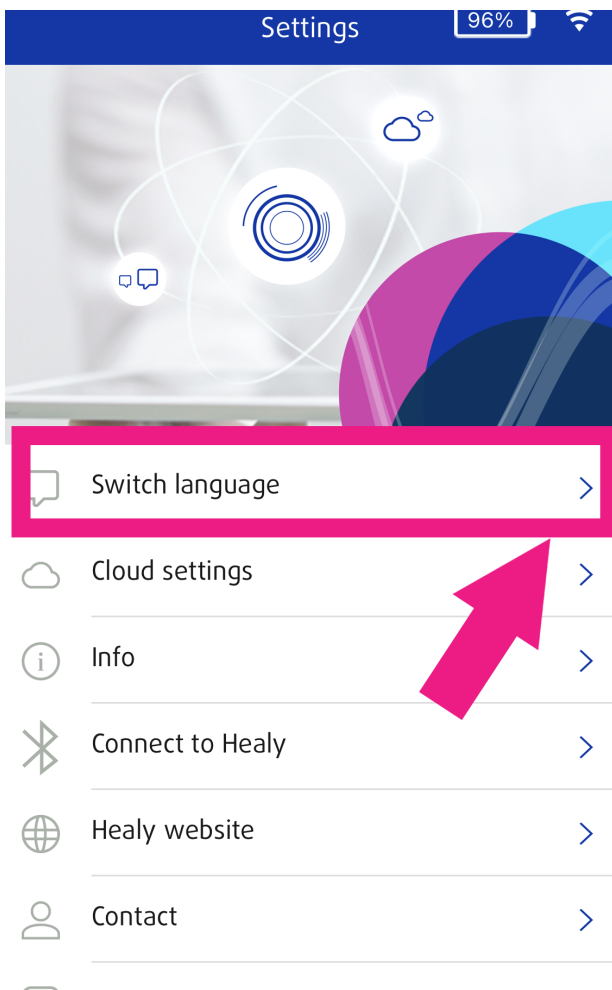 Settings
96%
Switch language
Cloud settings
Info
Connect to Healy
Healy website
Contact